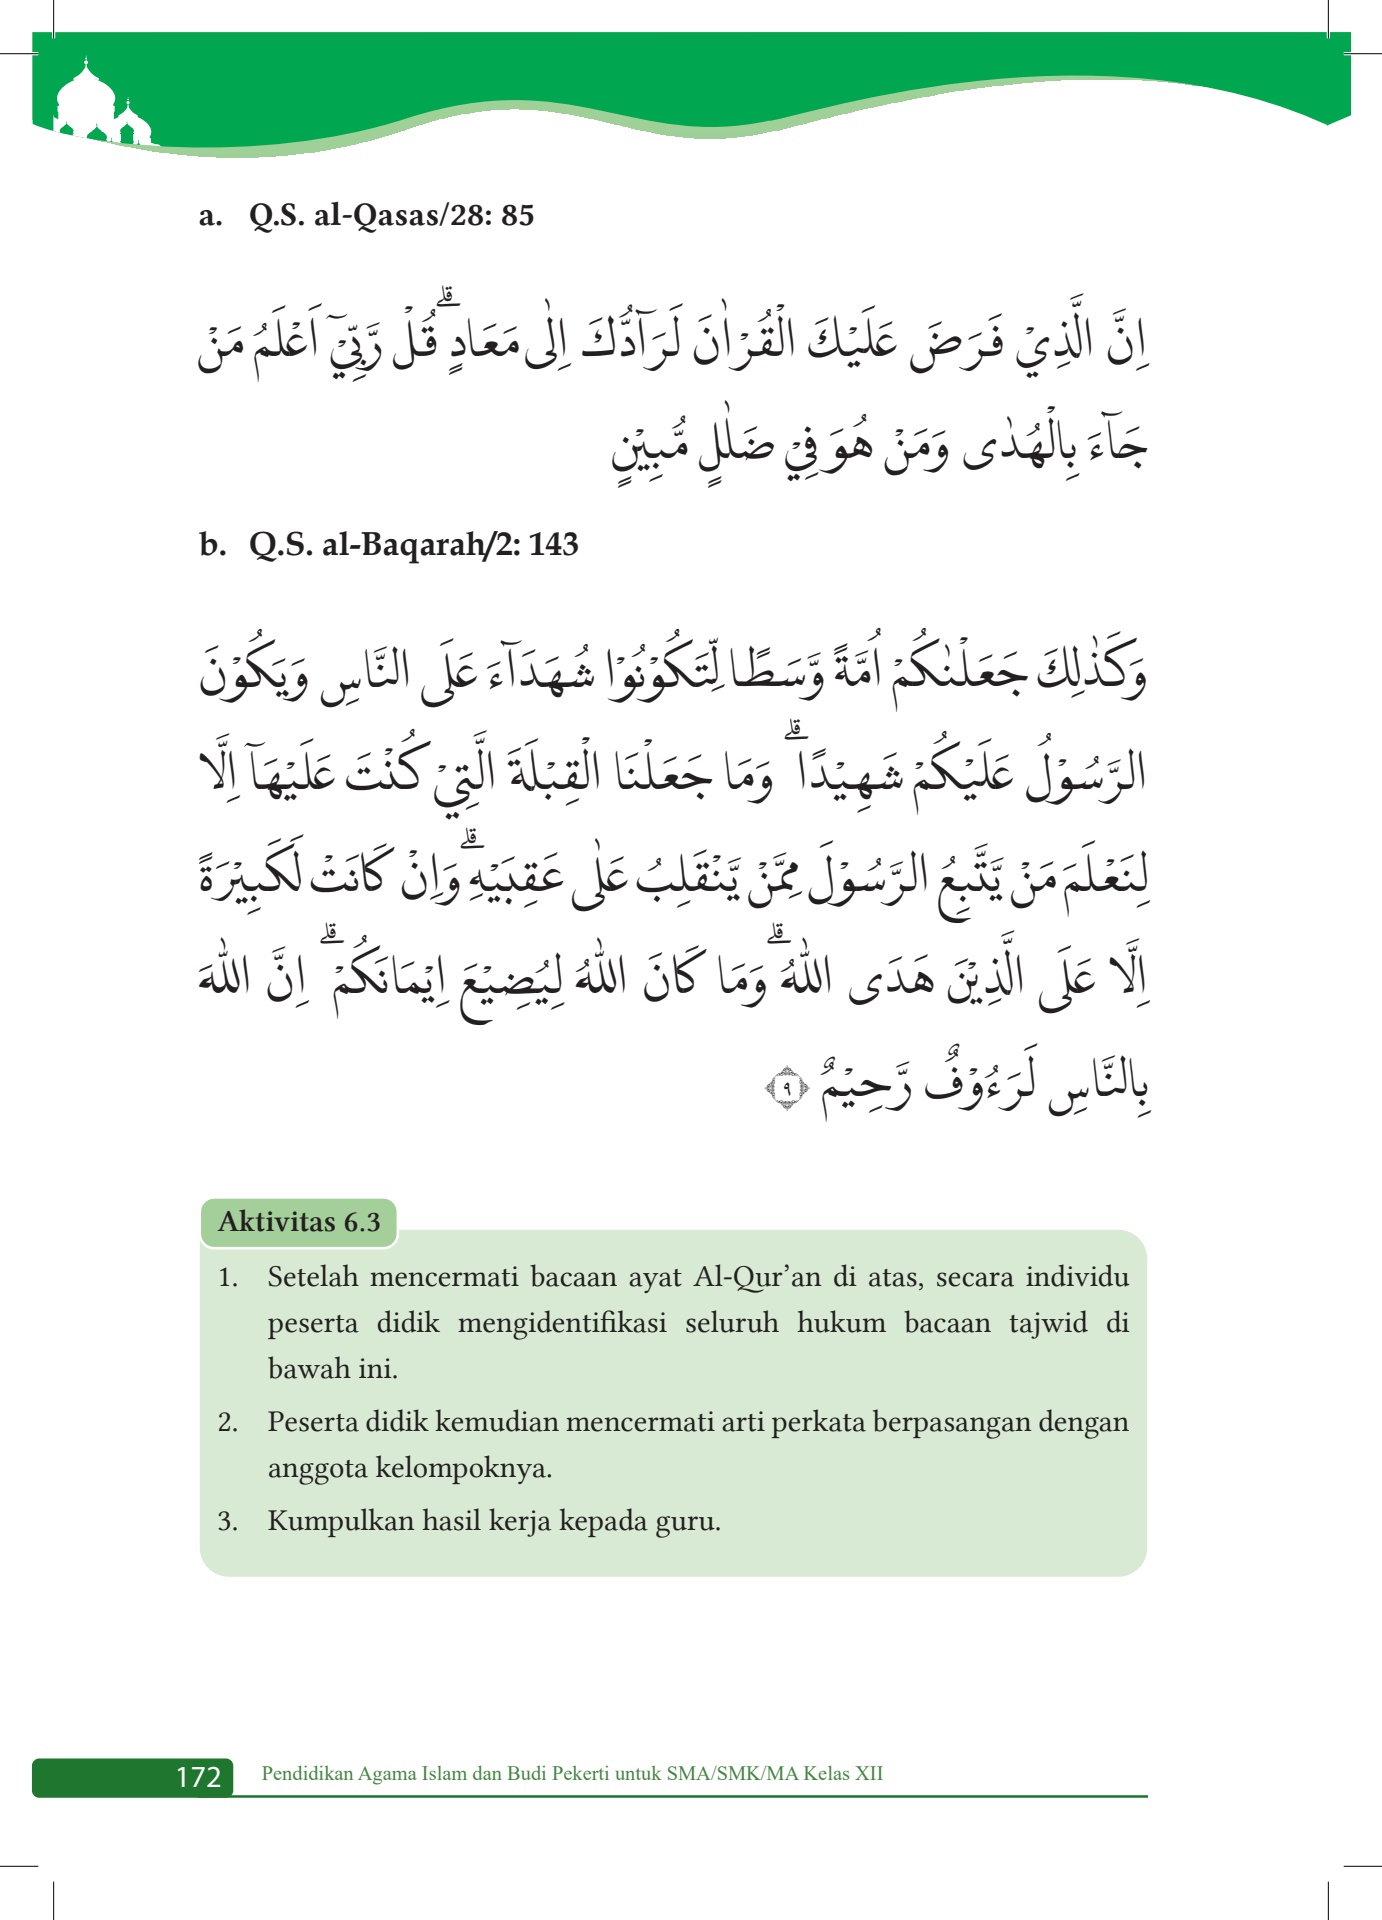 a. Q.S. al-Qasas/28: 85
اِنَّ الَّذِيْ فَرَضَ عَلَيْكَ الْقُرْاٰنَ لَرَاۤدُّكَ اِلٰى مَعَادٍ ۗ قُلْ رَّبِّيْٓ اَعْلَمُ مَنْ
جَاۤءَ بِالْهُدٰى وَمَنْ هُوَ فِيْ ضَلٰلٍ مُّبِيْنٍ
b. Q.S. al-Baqarah/2: 143
وَكَذٰلِكَ جَعَلْنٰكُمْ اُمَّةً وَّسَطًا لِّتَكُوْنُوْا شُهَدَاۤءَ عَلَى النَّاسِ وَيَكُوْنَ
الرَّسُوْلُ عَلَيْكُمْ شَهِيْدًا ۗ وَمَا جَعَلْنَا الْقِبْلَةَ الَّتِيْ كُنْتَ عَلَيْهَآ اِلَّا
لِنَعْلَمَ مَنْ يَّتَّبِعُ الرَّسُوْلَ مِمَّنْ يَّنْقَلِبُ عَلٰى عَقِبَيْهِ ۗ وَاِنْ كَانَتْ لَكَبِيْرَةً
اِلَّا عَلَى الَّذِيْنَ هَدَى اللّٰهُ ۗ وَمَا كَانَ اللّٰهُ لِيُضِيْعَ اِيْمَانَكُمْ ۗ اِنَّ اللّٰهَ
بِالنَّاسِ لَرَءُوْفٌ رَّحِيْمٌ ۝٩
Aktivitas 6.3
1. Setelah mencermati bacaan ayat Al-Qur’an di atas, secara individu
peserta didik mengidentifikasi seluruh hukum bacaan tajwid di
bawah ini.
2. Peserta didik kemudian mencermati arti perkata berpasangan dengan
anggota kelompoknya.
3. Kumpulkan hasil kerja kepada guru.
172 Pendidikan Agama Islam dan Budi Pekerti untuk SMA/SMK/MA Kelas XII